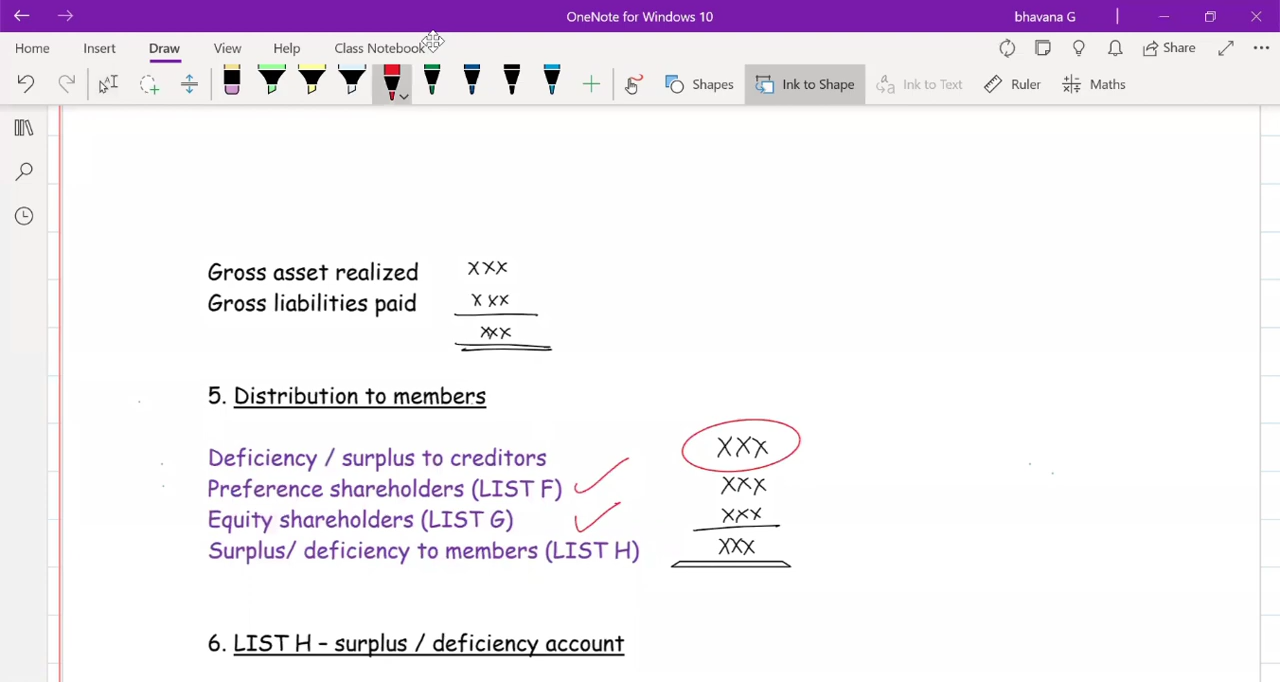 OneNote for Windows 10
bhavana G
Home Insert Draw View Help Class Notebook Share
Shapes Ink to Shape Ink to Text Ruler Maths
Gross asset realized XXX
Gross liabilities paid XXX
XXX
5. Distribution to members
Deficiency / surplus to creditors XXX
Preference shareholders (LIST F) XXX
Equity shareholders (LIST G) XXX
Surplus/ deficiency to members (LIST H) XXX
6. LIST H – surplus / deficiency account